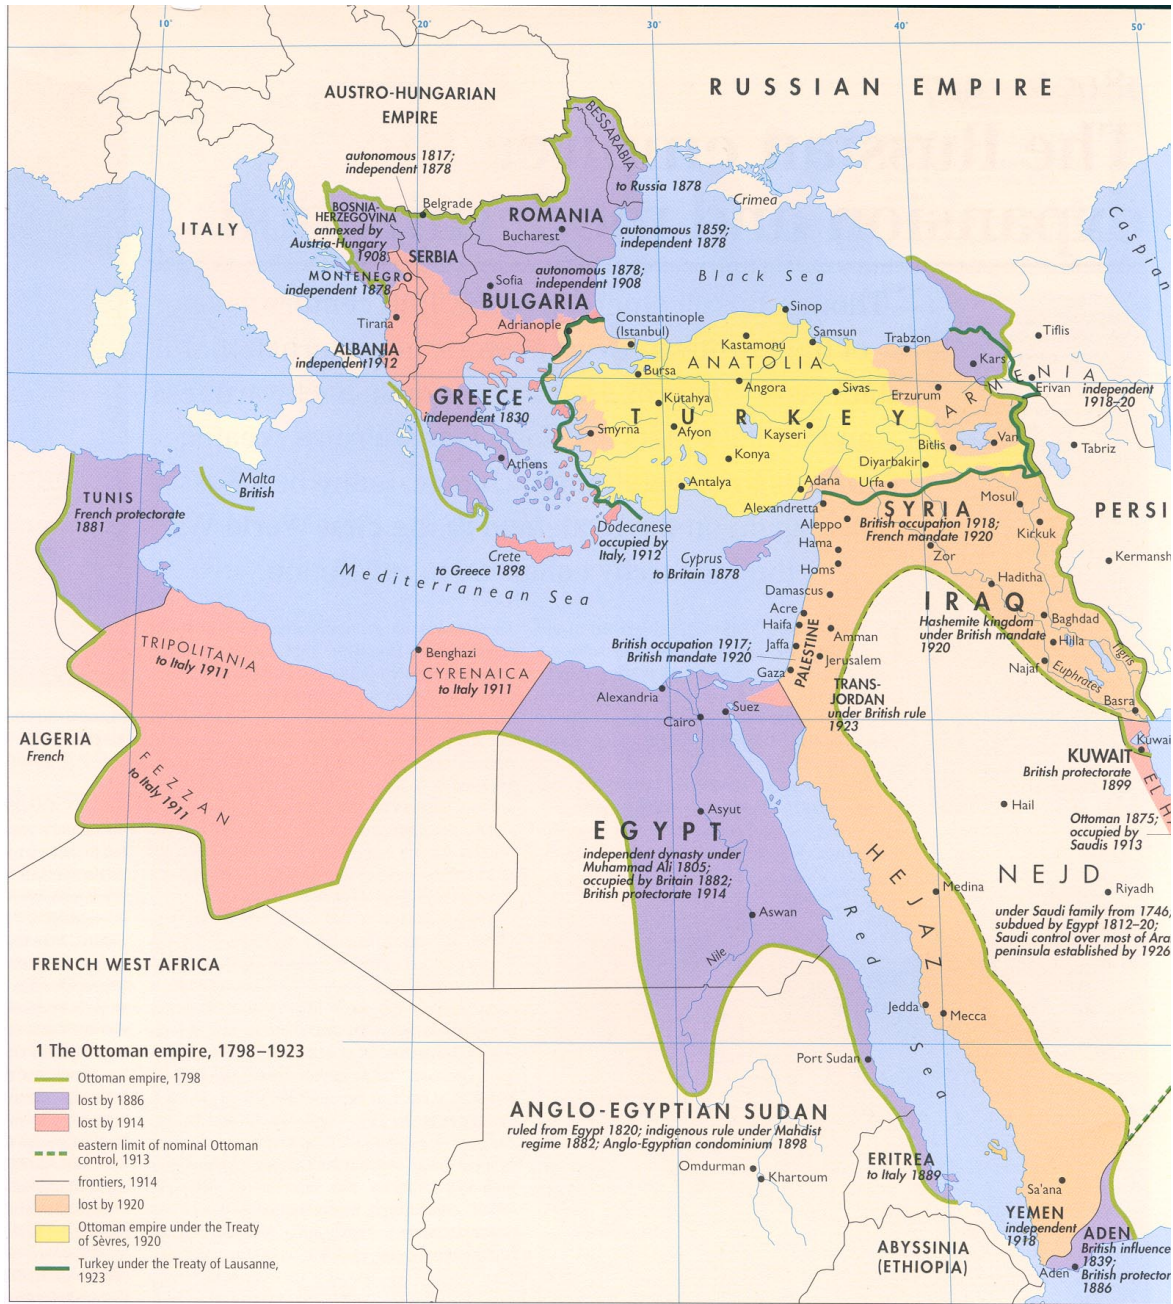 10°
20°
30°
40°
50°
RUSSIAN EMPIRE
AUSTRO-HUNGARIAN
EMPIRE
BESSARABIA
to Russia 1878
autonomous 1817;
independent 1878
Belgrade
Crimea
Caspian
ITALY
BOSNIA-
HERZEGOVINA
annexed by
Austria-Hungary
1908
ROMANIA
Bucharest
autonomous 1859;
independent 1878
SERBIA
MONTENEGRO
independent 1878
Sofia
autonomous 1878;
independent 1908
BULGARIA
Black Sea
Tirana
Adrianople
Constantinople
(Istanbul)
Sinop
Samsun
Kastamonu
Trabzon
Tiflis
Kars
ALBANIA
independent1912
ANATOLIA
Bursa
Angora
Sivas
Erzurum
ARMENIA
Erivan
independent
1918–20
GREECE
independent 1830
Kütahya
TURKEY
Smyrna
Afyon
Kayseri
Bitlis
Van
Tabriz
Athens
Konya
Diyarbakir
Antalya
Adana
Urfa
Malta
British
TUNIS
French protectorate
1881
Alexandretta
SYRIA
British occupation 1918;
French mandate 1920
Mosul
PERSI
Dodecanese
occupied by
Italy, 1912
Aleppo
Kirkuk
Crete
to Greece 1898
Cyprus
to Britain 1878
Hama
Homs
Zor
Kermansh
Mediterranean Sea
Haditha
Damascus
IRAQ
Hashemite kingdom
under British mandate
1920
Baghdad
Acre
Haifa
Amman
Hilla
Tigris
TRIPOLITANIA
to Italy 1911
Benghazi
CYRENAICA
to Italy 1911
British occupation 1917;
British mandate 1920
Jaffa
PALESTINE
Jerusalem
Gaza
Najaf
Euphrates
Basra
Alexandria
Cairo
Suez
TRANS-
JORDAN
under British rule
1923
ALGERIA
French
FEZZAN
to Italy 1911
Kuwai
KUWAIT
British protectorate
1899
EL HA
Ottoman 1875;
occupied by
Saudis 1913
Hail
Asyut
EGYPT
independent dynasty under
Muhammad Ali 1805;
occupied by Britain 1882;
British protectorate 1914
HEJAZ
NEJD
Medina
Riyadh
under Saudi family from 1746,
subdued by Egypt 1812–20;
Saudi control over most of Ara
peninsula established by 1926
Aswan
Nile
Red Sea
FRENCH WEST AFRICA
Jedda
Mecca
Port Sudan
1 The Ottoman empire, 1798–1923
Ottoman empire, 1798
lost by 1886
lost by 1914
eastern limit of nominal Ottoman
control, 1913
frontiers, 1914
lost by 1920
Ottoman empire under the Treaty
of Sèvres, 1920
Turkey under the Treaty of Lausanne,
1923
ANGLO-EGYPTIAN SUDAN
ruled from Egypt 1820; indigenous rule under Mahdist
regime 1882; Anglo-Egyptian condominium 1898
Omdurman
Khartoum
ERITREA
to Italy 1889
Sa'ana
YEMEN
independent
1918
ABYSSINIA
(ETHIOPIA)
ADEN
British influence
1839;
British protector
1886
Aden